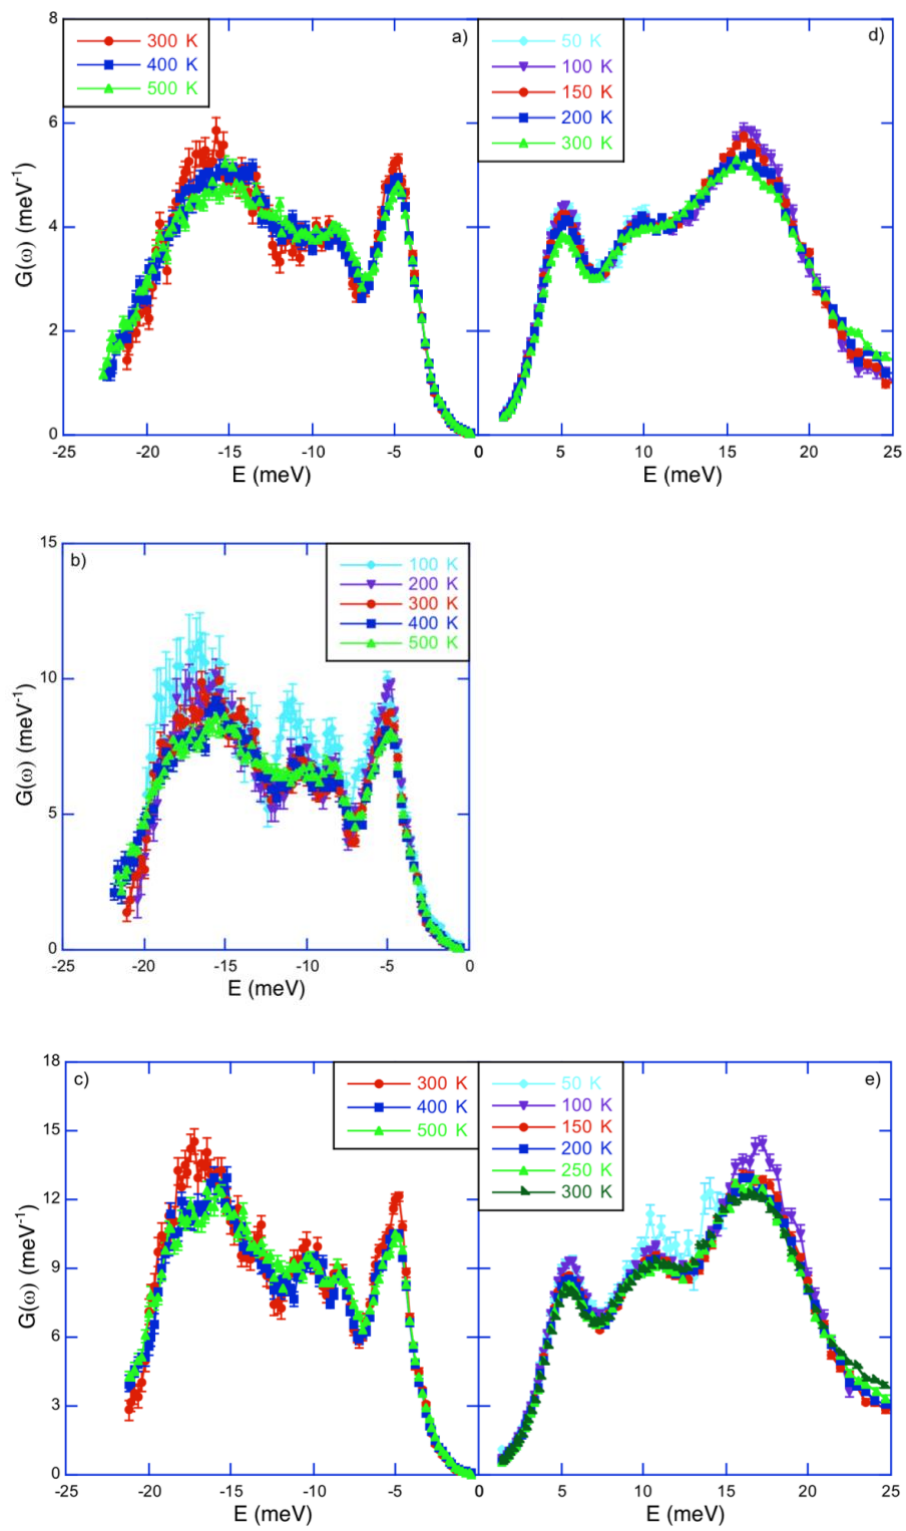 8
6
4
2
0
G(ω) (meV⁻¹)
300 K
400 K
500 K
a)
-25
-20
-15
-10
-5
0
E (meV)
50 K
100 K
150 K
200 K
300 K
d)
5
10
15
20
25
E (meV)
15
10
5
0
G(ω) (meV⁻¹)
b)
100 K
200 K
300 K
400 K
500 K
-25
-20
-15
-10
-5
0
E (meV)
18
15
12
9
6
3
0
G(ω) (meV⁻¹)
c)
300 K
400 K
500 K
-25
-20
-15
-10
-5
0
E (meV)
50 K
100 K
150 K
200 K
250 K
300 K
e)
5
10
15
20
25
E (meV)